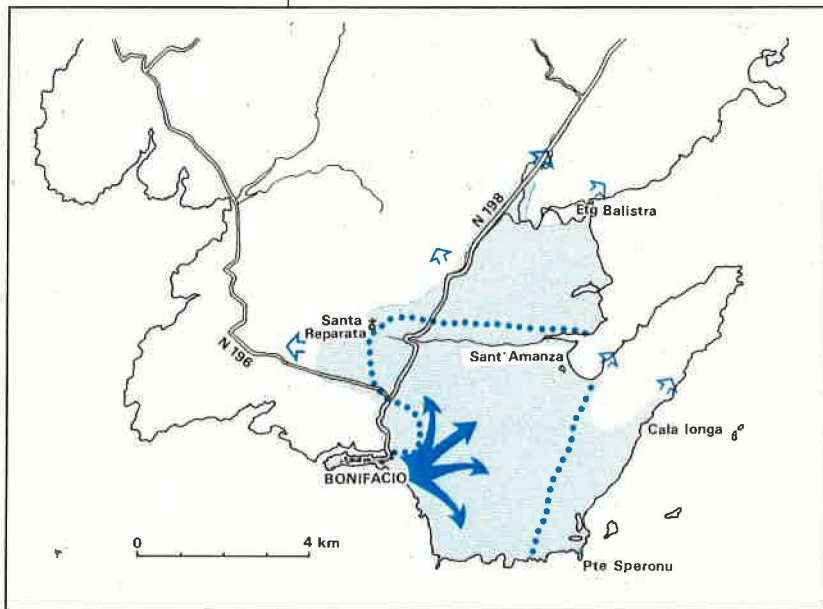 N 198
Etg Balistra
Santa
Reparata
N 196
Sant' Amanza
Cala longa
BONIFACIO
0 4 km
Pte Speronu